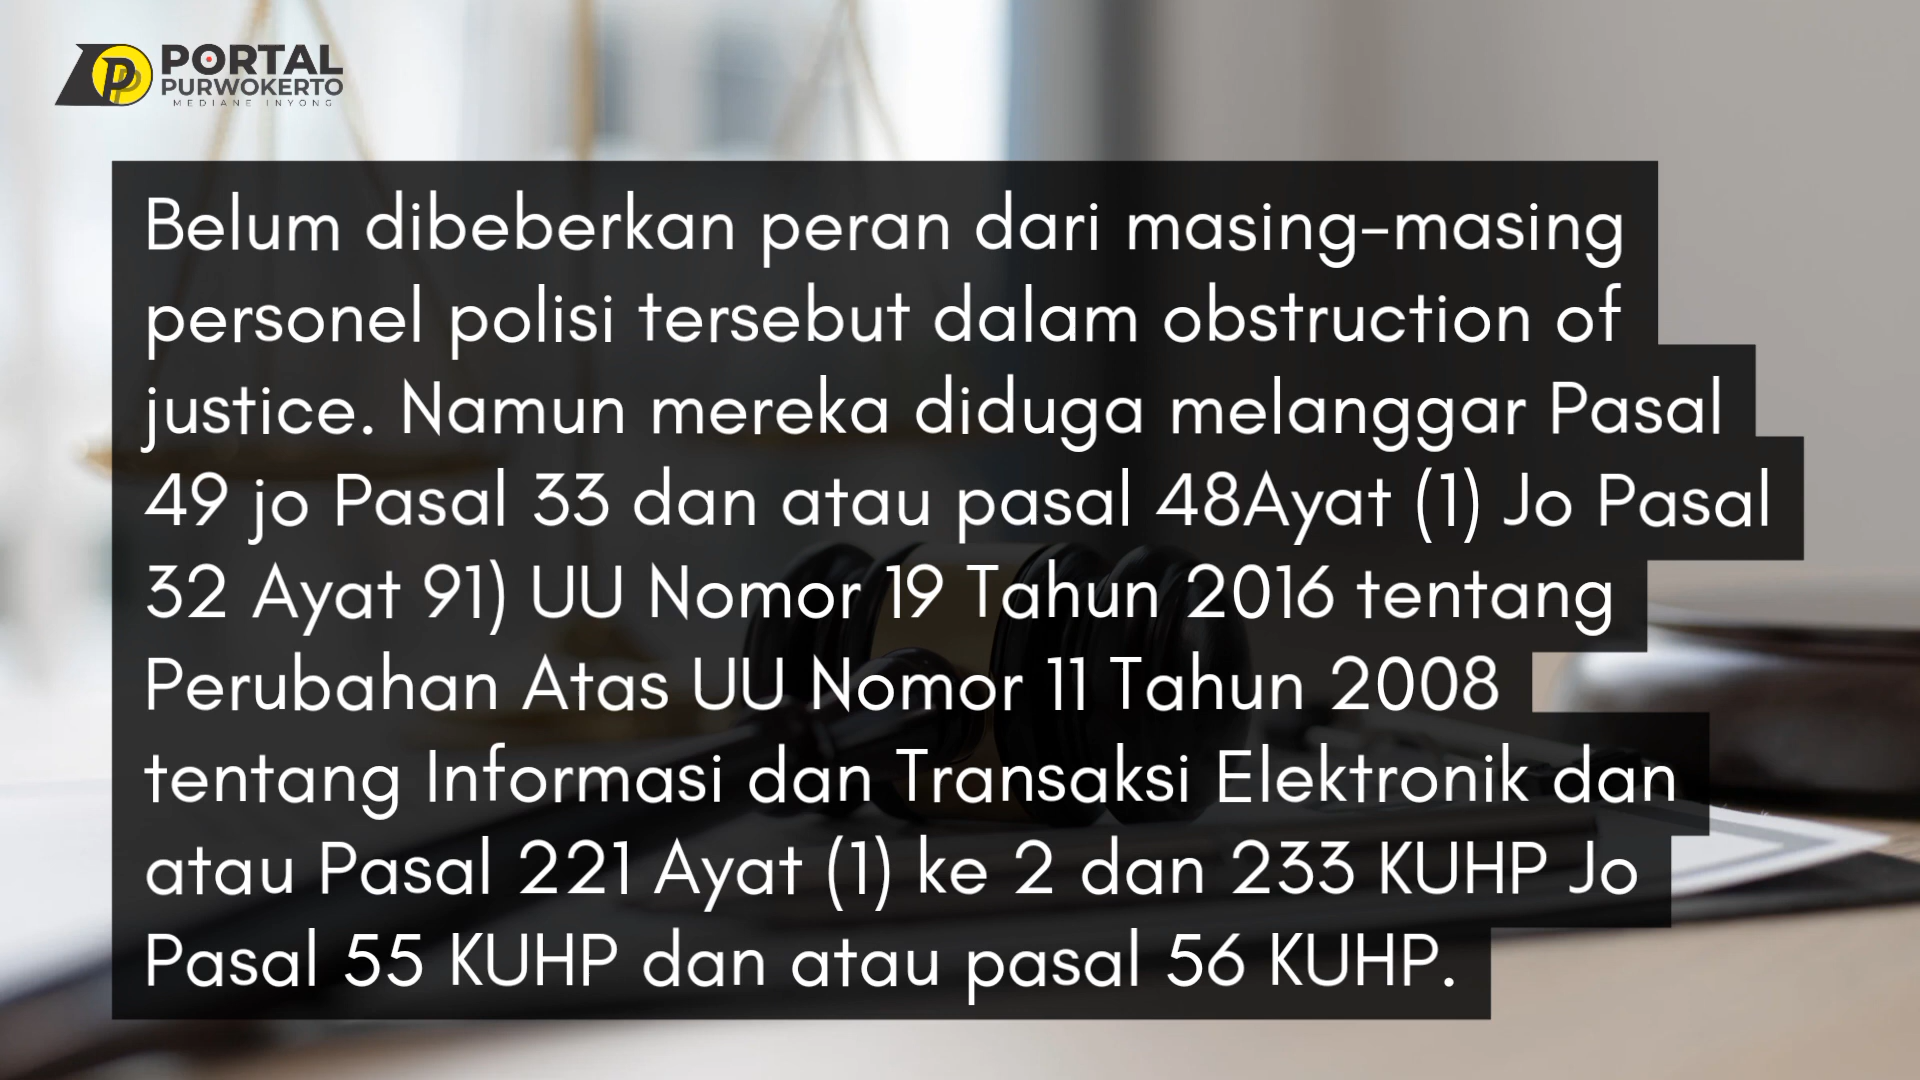 PORTAL
PURWOKERTO
MEDIANE INYONG
Belum dibeberkan peran dari masing-masing
personel polisi tersebut dalam obstruction of
justice. Namun mereka diduga melanggar Pasal
49 jo Pasal 33 dan atau pasal 48Ayat (1) Jo Pasal
32 Ayat 91) UU Nomor 19 Tahun 2016 tentang
Perubahan Atas UU Nomor 11 Tahun 2008
tentang Informasi dan Transaksi Elektronik dan
atau Pasal 221 Ayat (1) ke 2 dan 233 KUHP Jo
Pasal 55 KUHP dan atau pasal 56 KUHP.